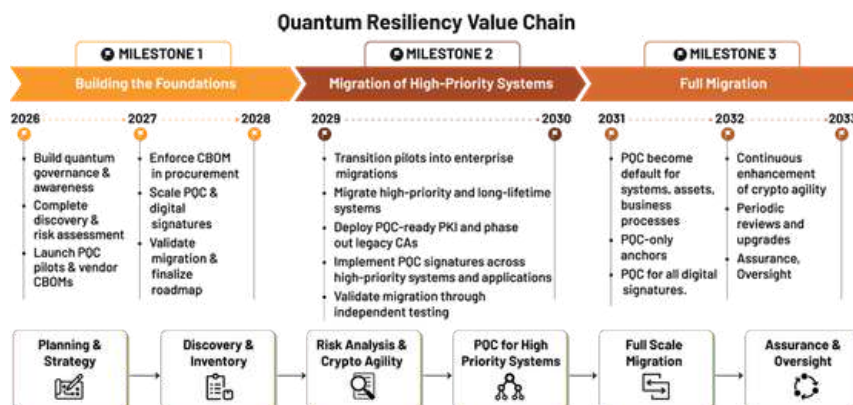 Quantum Resiliency Value Chain
MILESTONE 1
MILESTONE 2
MILESTONE 3
Building the Foundations
Migration of High-Priority Systems
Full Migration
2026
2027
2028
2029
2030
2031
2032
2033
• Build quantum
governance &
awareness
• Complete
discovery &
risk assessment
• Launch PQC
pilots & vendor
CBOMs
• Enforce CBOM
in procurement
• Scale PQC &
digital
signatures
• Validate
migration &
finalize
roadmap
• Transition pilots into enterprise
migrations
• Migrate high-priority and long-lifetime
systems
• Deploy PQC-ready PKI and phase
out legacy CAs
• Implement PQC signatures across
high-priority systems and applications
• Validate migration through
independent testing
• PQC become
default for
systems, assets,
business
processes
• PQC-only
anchors
• PQC for all digital
signatures.
• Continuous
enhancement
of crypto agility
• Periodic
reviews and
upgrades
• Assurance,
Oversight
Planning &
Strategy
Discovery &
Inventory
Risk Analysis &
Crypto Agility
PQC for High
Priority Systems
Full Scale
Migration
Assurance &
Oversight